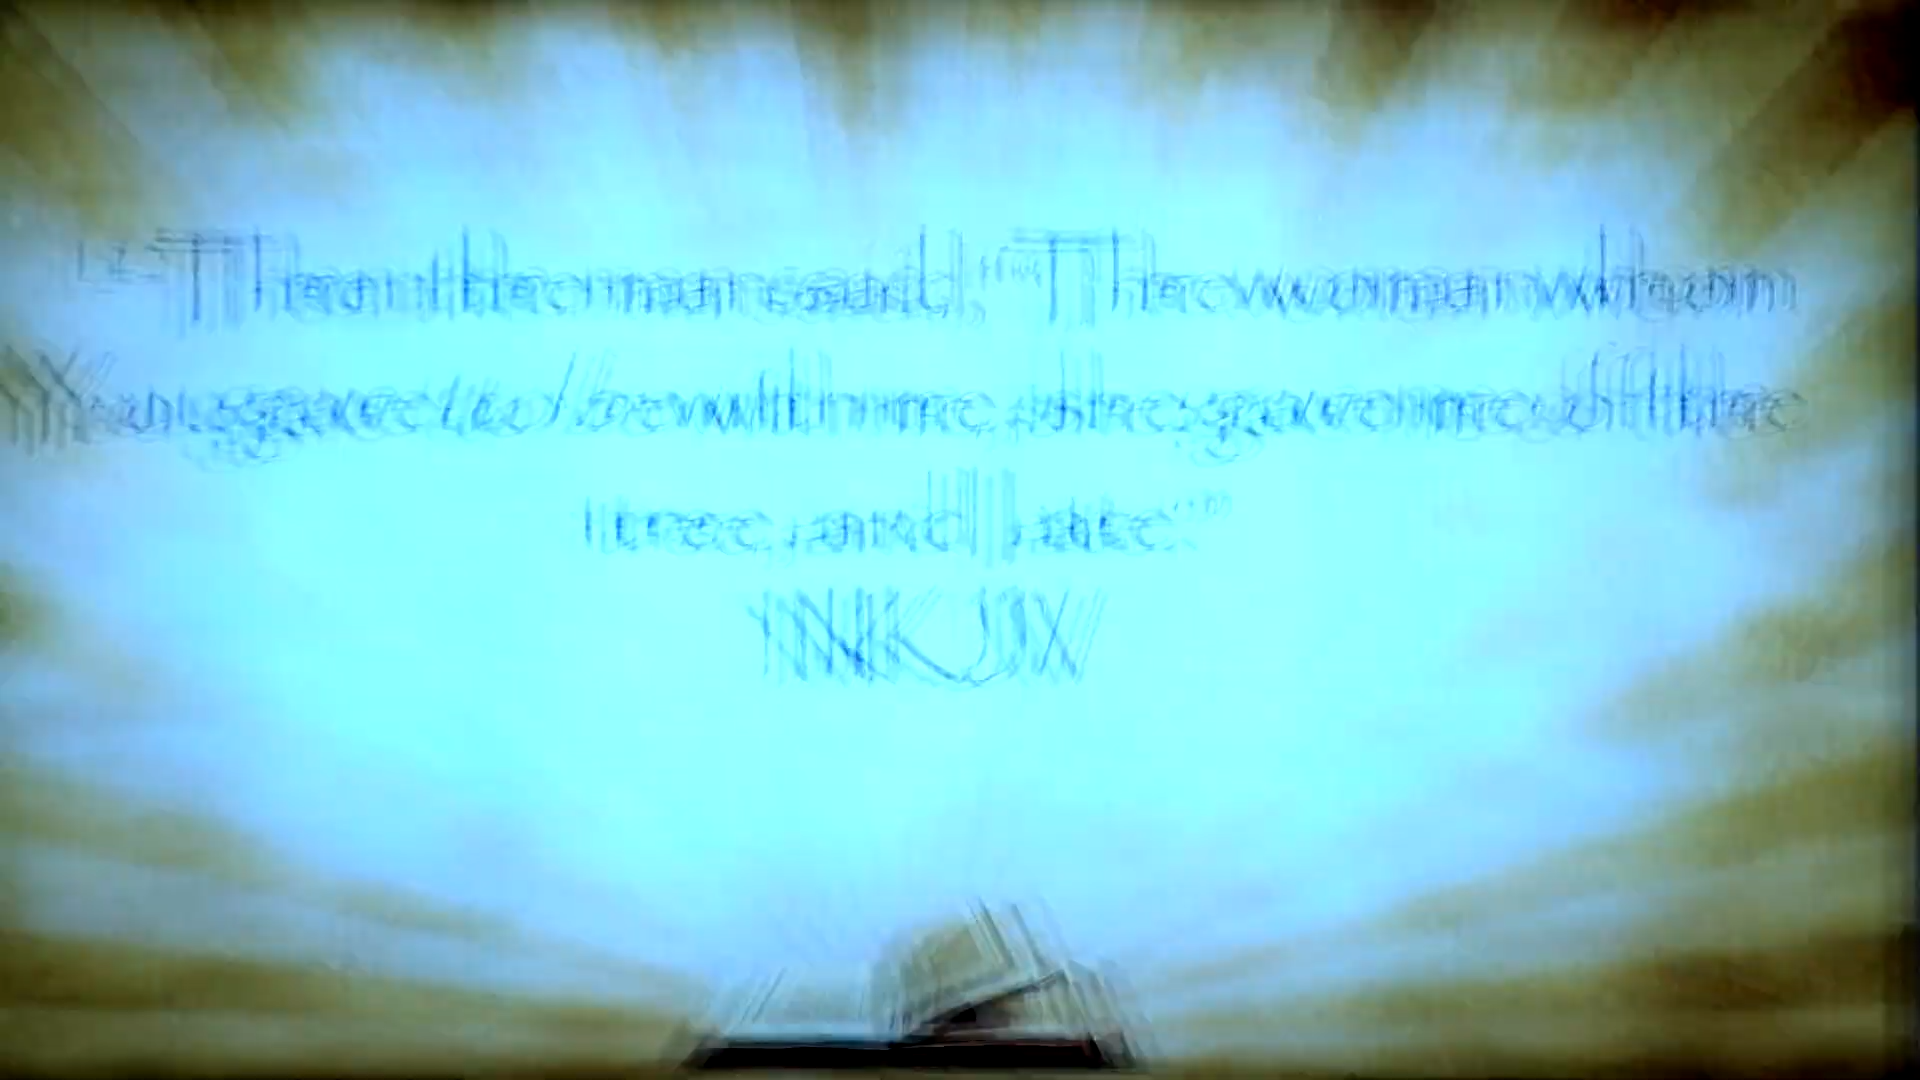 ¹² Then the man said, “The woman whom
You gave to be with me, she gave me of the
tree, and I ate.”
NKJV